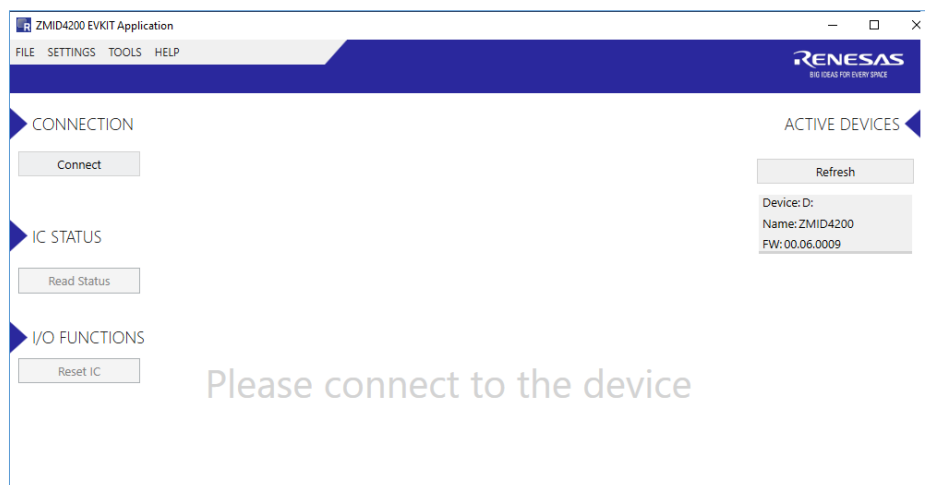 ZMID4200 EVKIT Application
FILE SETTINGS TOOLS HELP
RENESAS
BIG IDEAS FOR EVERY SPACE
CONNECTION
ACTIVE DEVICES
Connect
Refresh
Device: D:
Name: ZMID4200
FW: 00.06.0009
IC STATUS
Read Status
I/O FUNCTIONS
Reset IC
Please connect to the device